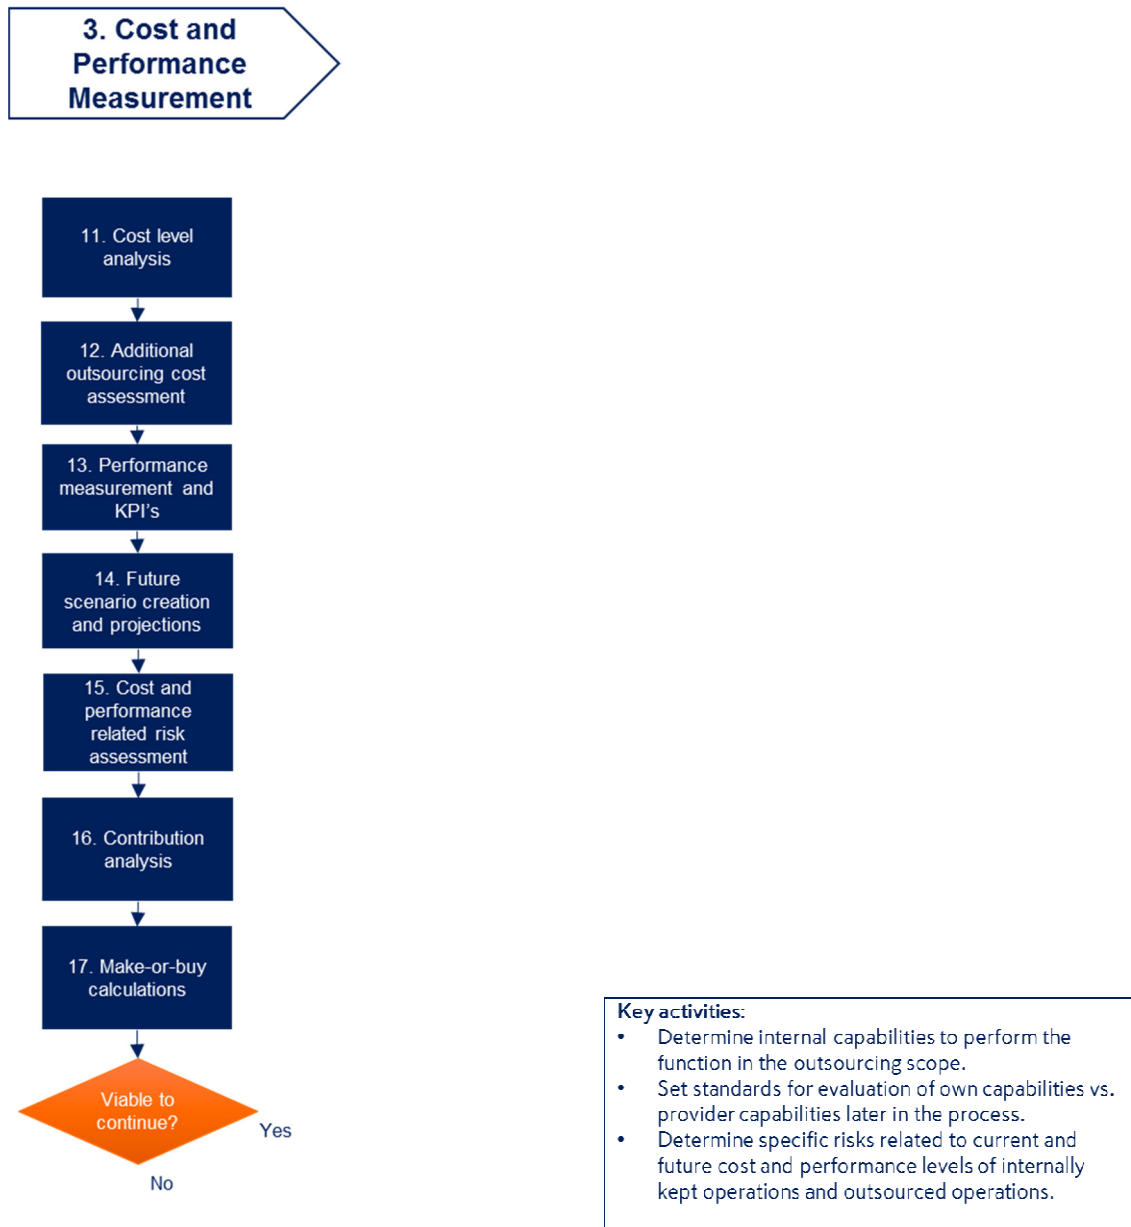 3. Cost and
Performance
Measurement
11. Cost level
analysis
12. Additional
outsourcing cost
assessment
13. Performance
measurement and
KPI's
14. Future
scenario creation
and projections
15. Cost and
performance
related risk
assessment
16. Contribution
analysis
17. Make-or-buy
calculations
Viable to
continue?
Yes
No
Key activities:
• Determine internal capabilities to perform the
function in the outsourcing scope.
• Set standards for evaluation of own capabilities vs.
provider capabilities later in the process.
• Determine specific risks related to current and
future cost and performance levels of internally
kept operations and outsourced operations.